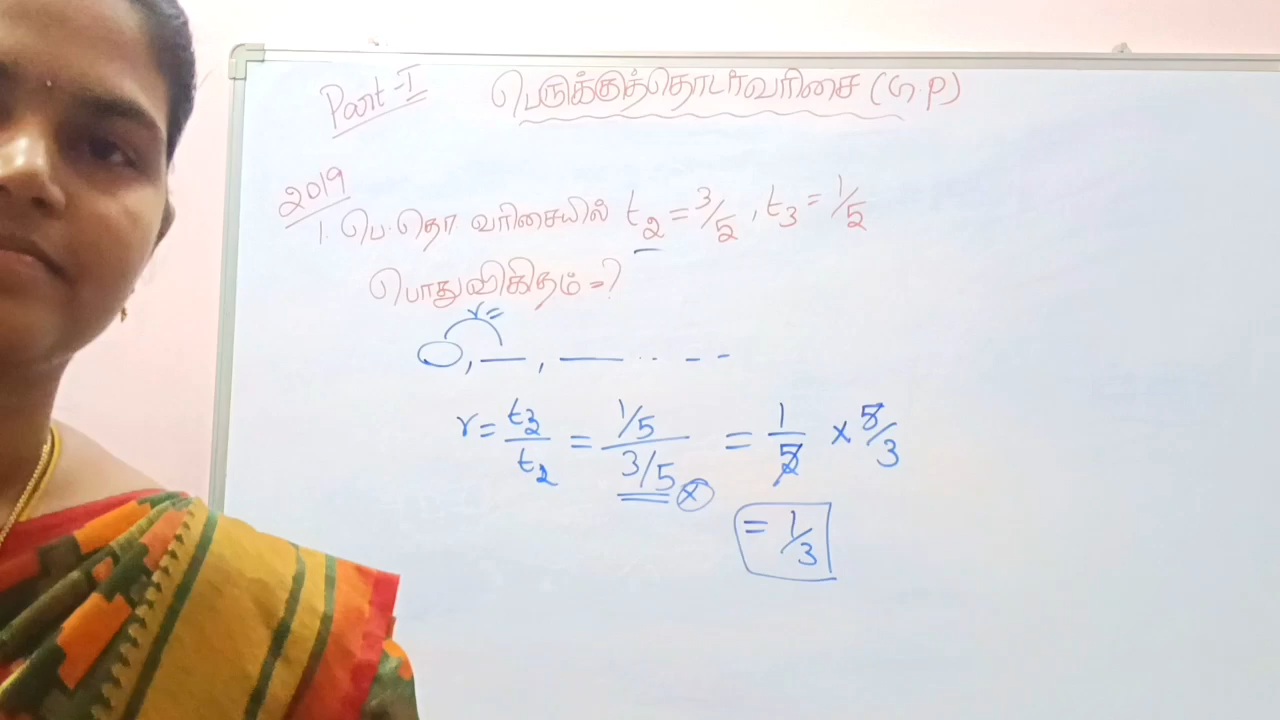 Part-I
பெருக்குத்தொடர்வரிசை (G.P)
2019
1. பெ.தொ வரிசையில் t₂ = 3/5, t₃ = 1/5
பொதுவிகிதம் = ?
r=
, , .. --
r = t₃/t₂ = (1/5)/(3/5) × = 1/5 × 5/3
= 1/3